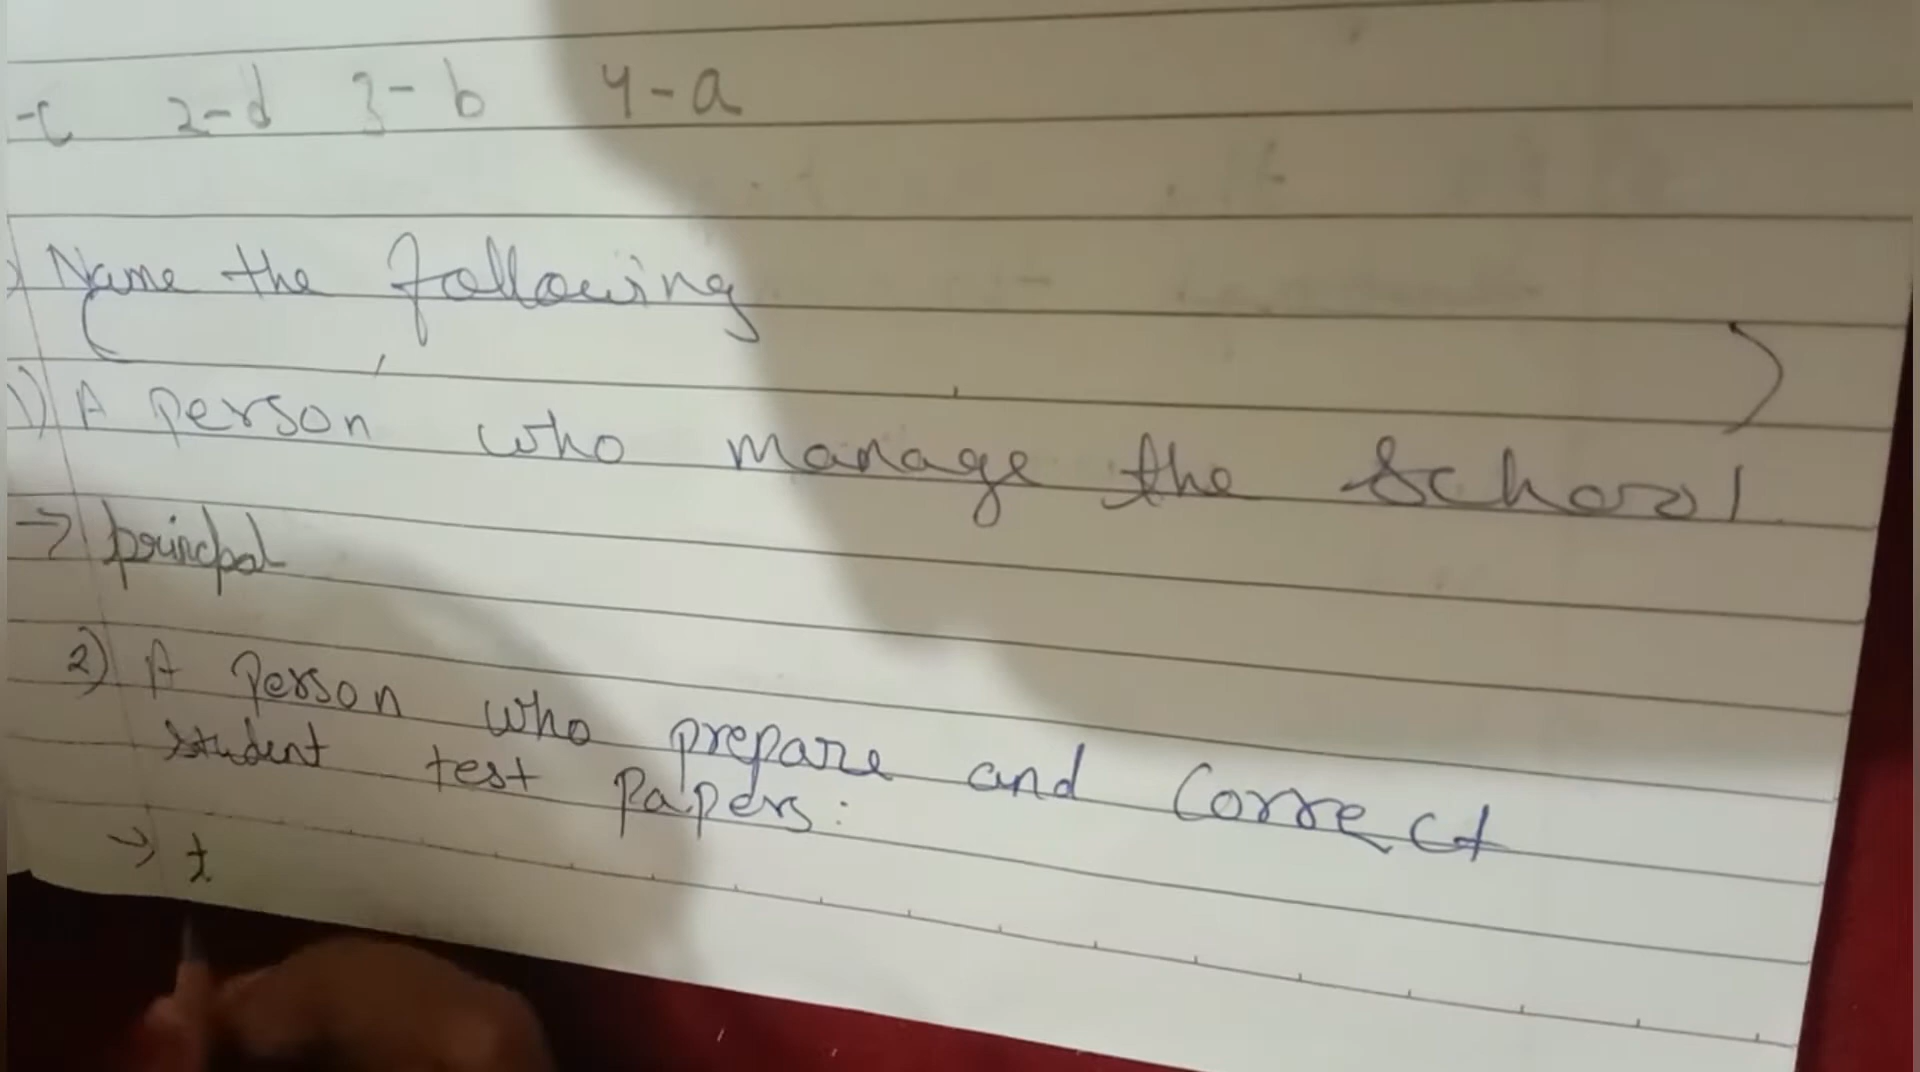 -c 2-d 3-b 4-a
Name the following
1) A person who manage the School
→ principal
2) A Person who prepare and Correct
student test Papers:
→ t